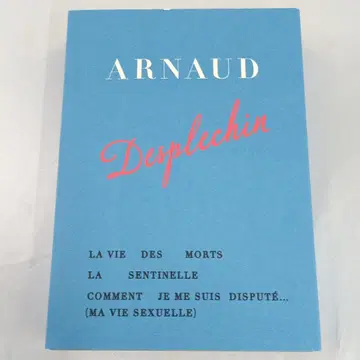 ARNAUD
Desplechin
LA VIE DES MORTS
LA SENTINELLE
COMMENT JE ME SUIS DISPUTÉ...
(MA VIE SEXUELLE)